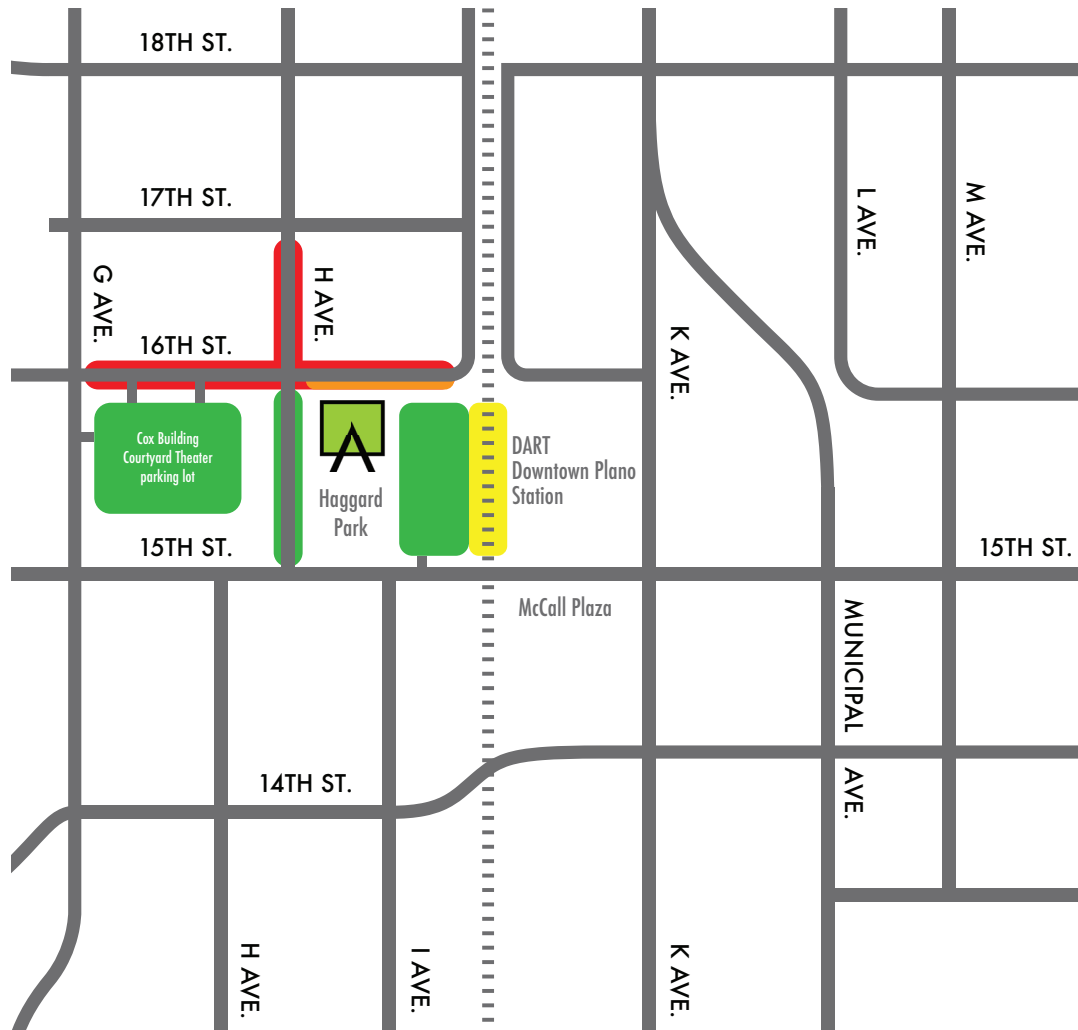 18TH ST.
17TH ST.
L AVE.
M AVE.
G AVE.
H AVE.
16TH ST.
K AVE.
Cox Building
Courtyard Theater
parking lot
Haggard
Park
DART
Downtown Plano
Station
15TH ST.
15TH ST.
McCall Plaza
MUNICIPAL AVE.
14TH ST.
H AVE.
I AVE.
K AVE.